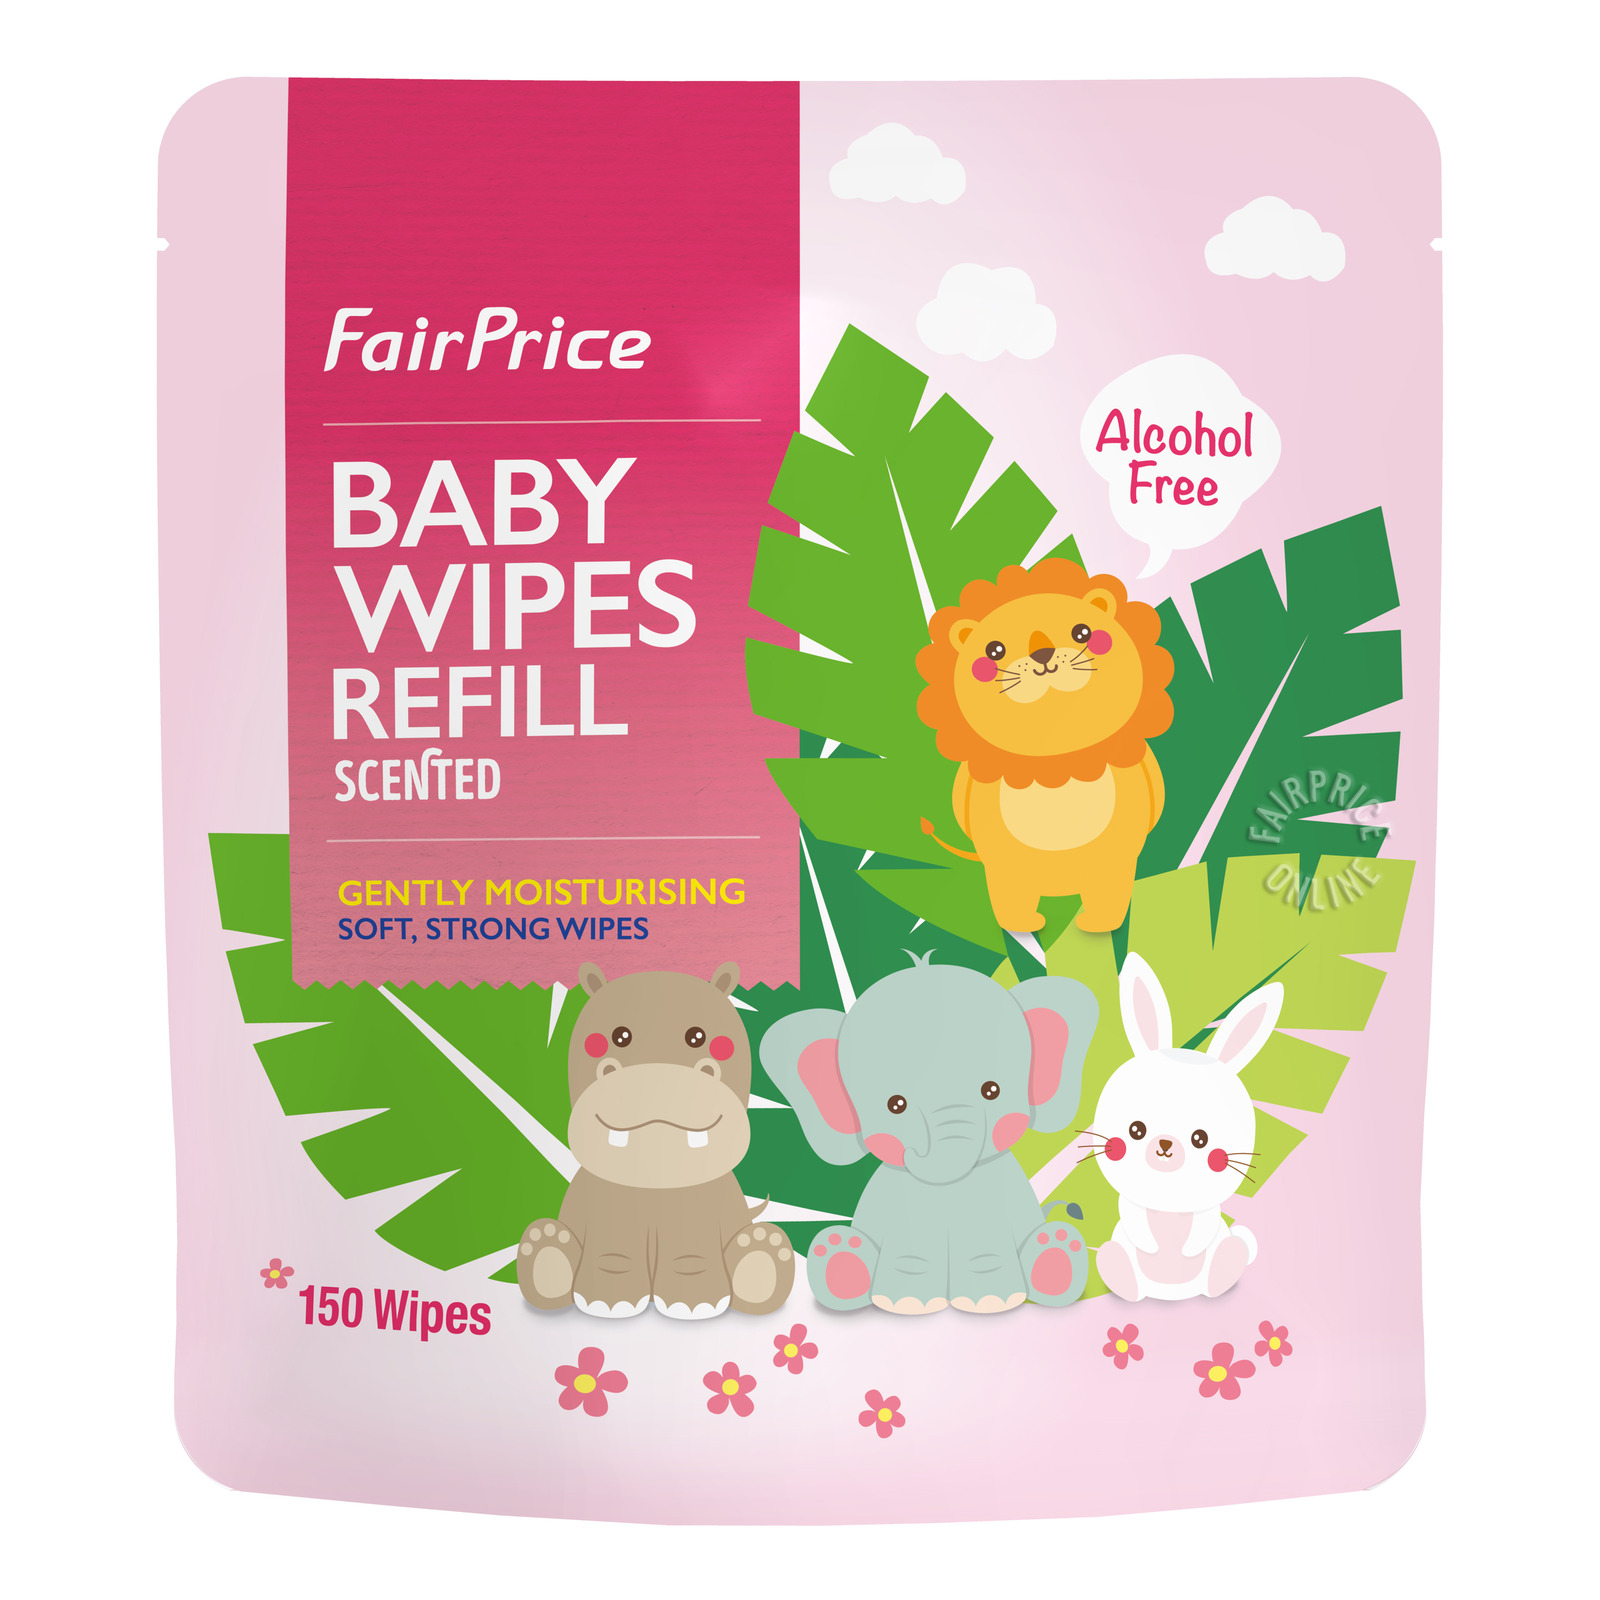 FairPrice
BABY
WIPES
REFILL
SCENTED
GENTLY MOISTURISING
SOFT, STRONG WIPES
Alcohol
Free
FAIRPRICE
ONLINE
150 Wipes